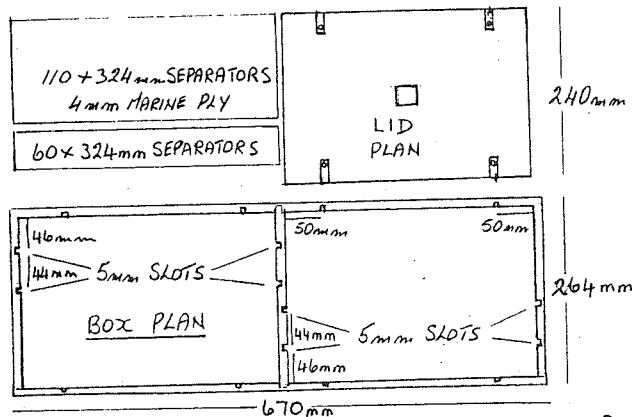 110 + 324mm SEPARATORS
4mm MARINE PLY
60 x 324mm SEPARATORS
LID
PLAN
240mm
46mm
44mm
5mm SLOTS
BOX PLAN
50mm
50mm
264mm
44mm
5mm SLOTS
46mm
670mm